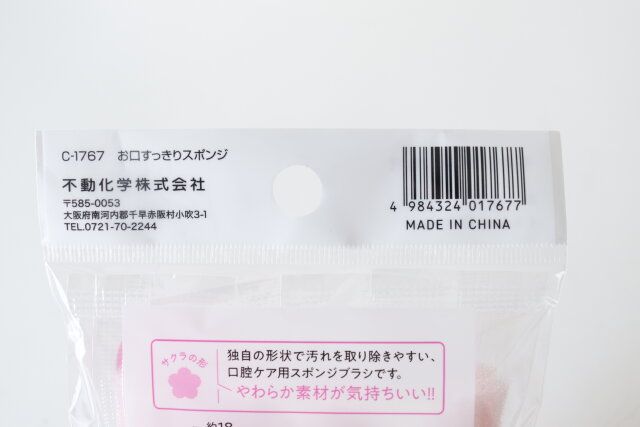 C-1767 お口すっきりスポンジ
不動化学株式会社
〒585-0053
大阪府南河内郡千早赤阪村小吹3-1
TEL.0721-70-2244
4 984324 017677
MADE IN CHINA
サクラの形
独自の形状で汚れを取り除きやすい、
口腔ケア用スポンジブラシです。
やわらか素材が気持ちいい!!
約18